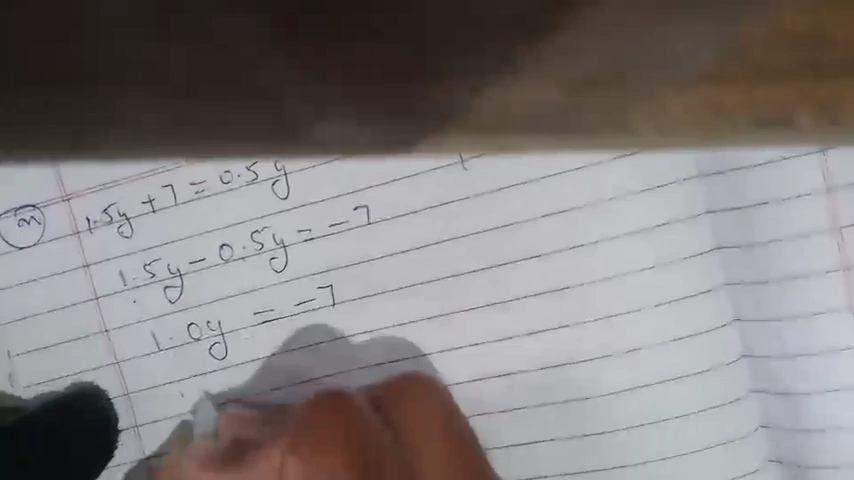 m 1.5y + 7 = 0.5y
1.5y - 0.5y = -7
1.0y = -7